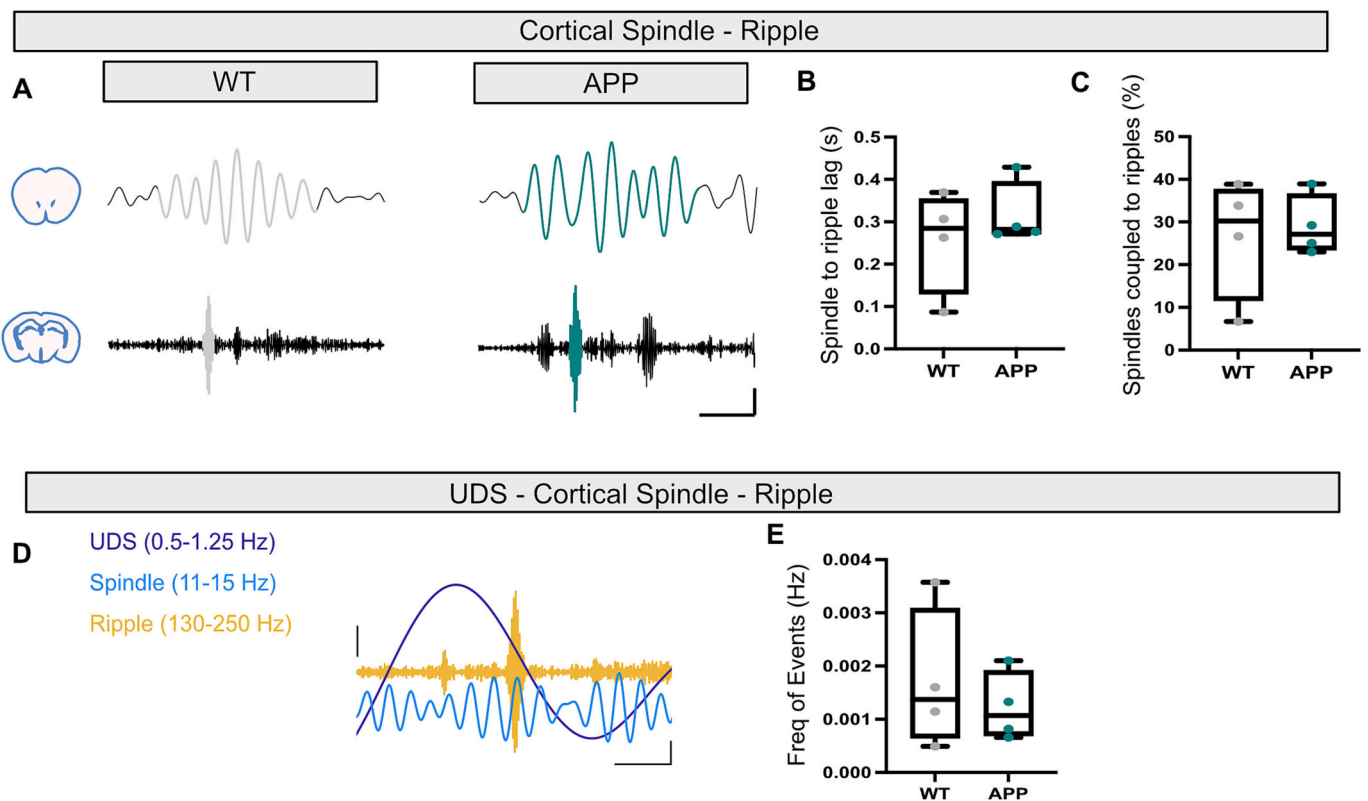 Cortical Spindle - Ripple
A
WT
APP
B
Spindle to ripple lag (s)
0.5
0.4
0.3
0.2
0.1
0.0
WT
APP
C
Spindles coupled to ripples (%)
50
40
30
20
10
0
WT
APP
UDS - Cortical Spindle - Ripple
D
UDS (0.5-1.25 Hz)
Spindle (11-15 Hz)
Ripple (130-250 Hz)
E
Freq of Events (Hz)
0.004
0.003
0.002
0.001
0.000
WT
APP